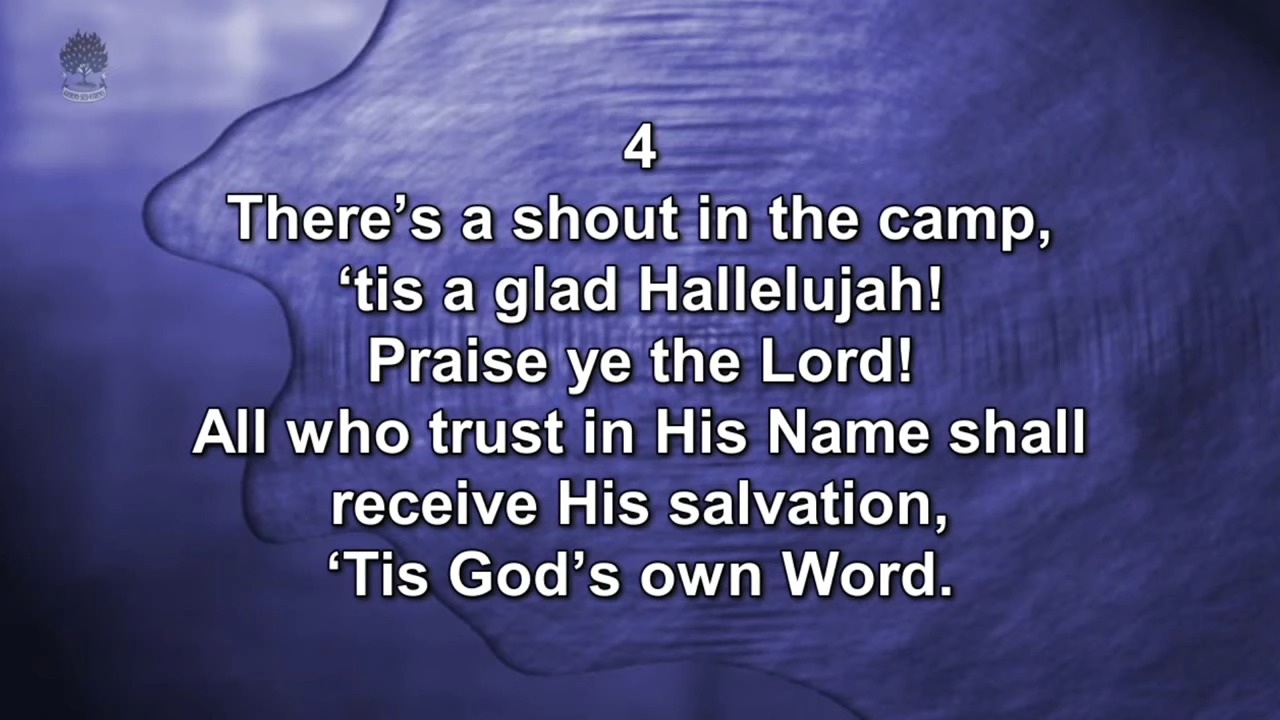 4
There’s a shout in the camp,
‘tis a glad Hallelujah!
Praise ye the Lord!
All who trust in His Name shall
receive His salvation,
‘Tis God’s own Word.